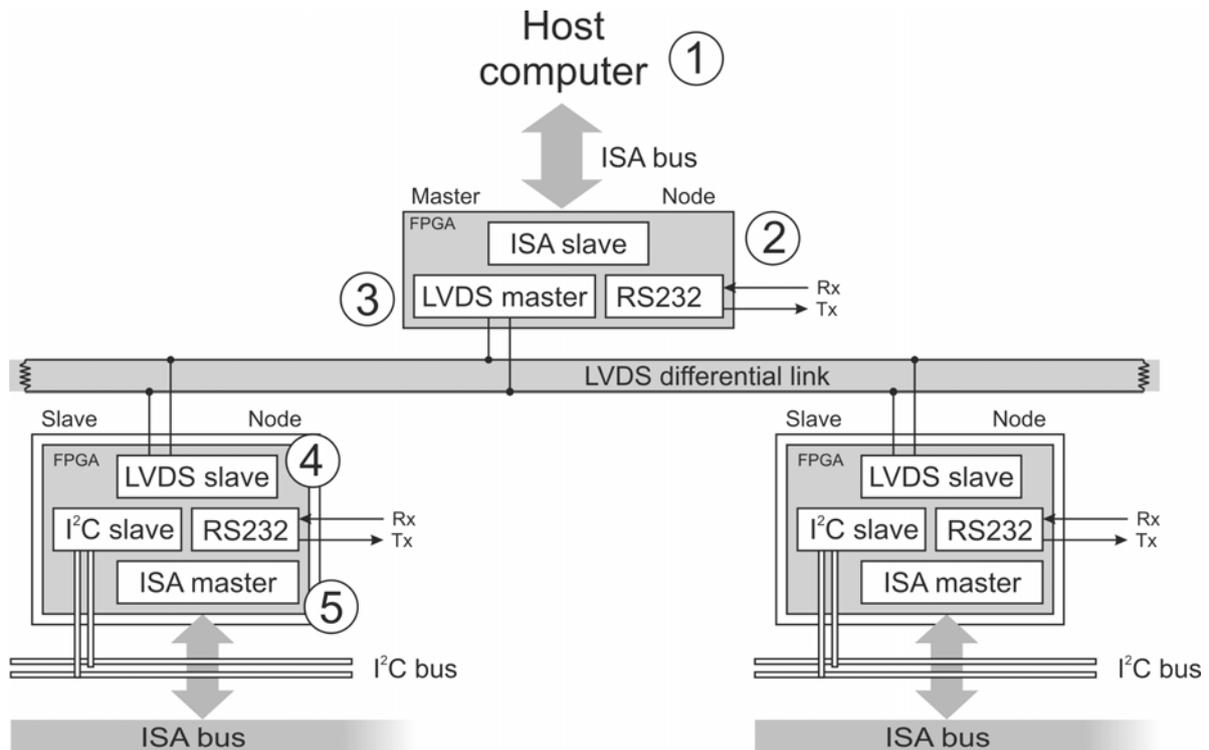 Host
computer
1
ISA bus
Master Node
FPGA
ISA slave
2
3
LVDS master
RS232
Rx
Tx
LVDS differential link
Slave Node
FPGA
LVDS slave
4
I²C slave
RS232
Rx
Tx
ISA master
5
I²C bus
ISA bus
Slave Node
FPGA
LVDS slave
I²C slave
RS232
Rx
Tx
ISA master
I²C bus
ISA bus